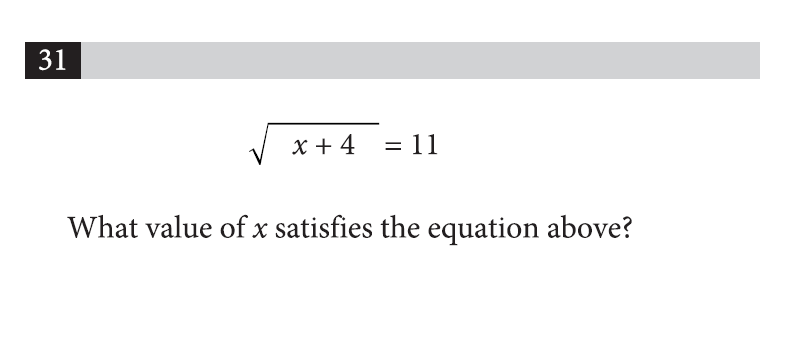 31
√x + 4 = 11
What value of x satisfies the equation above?